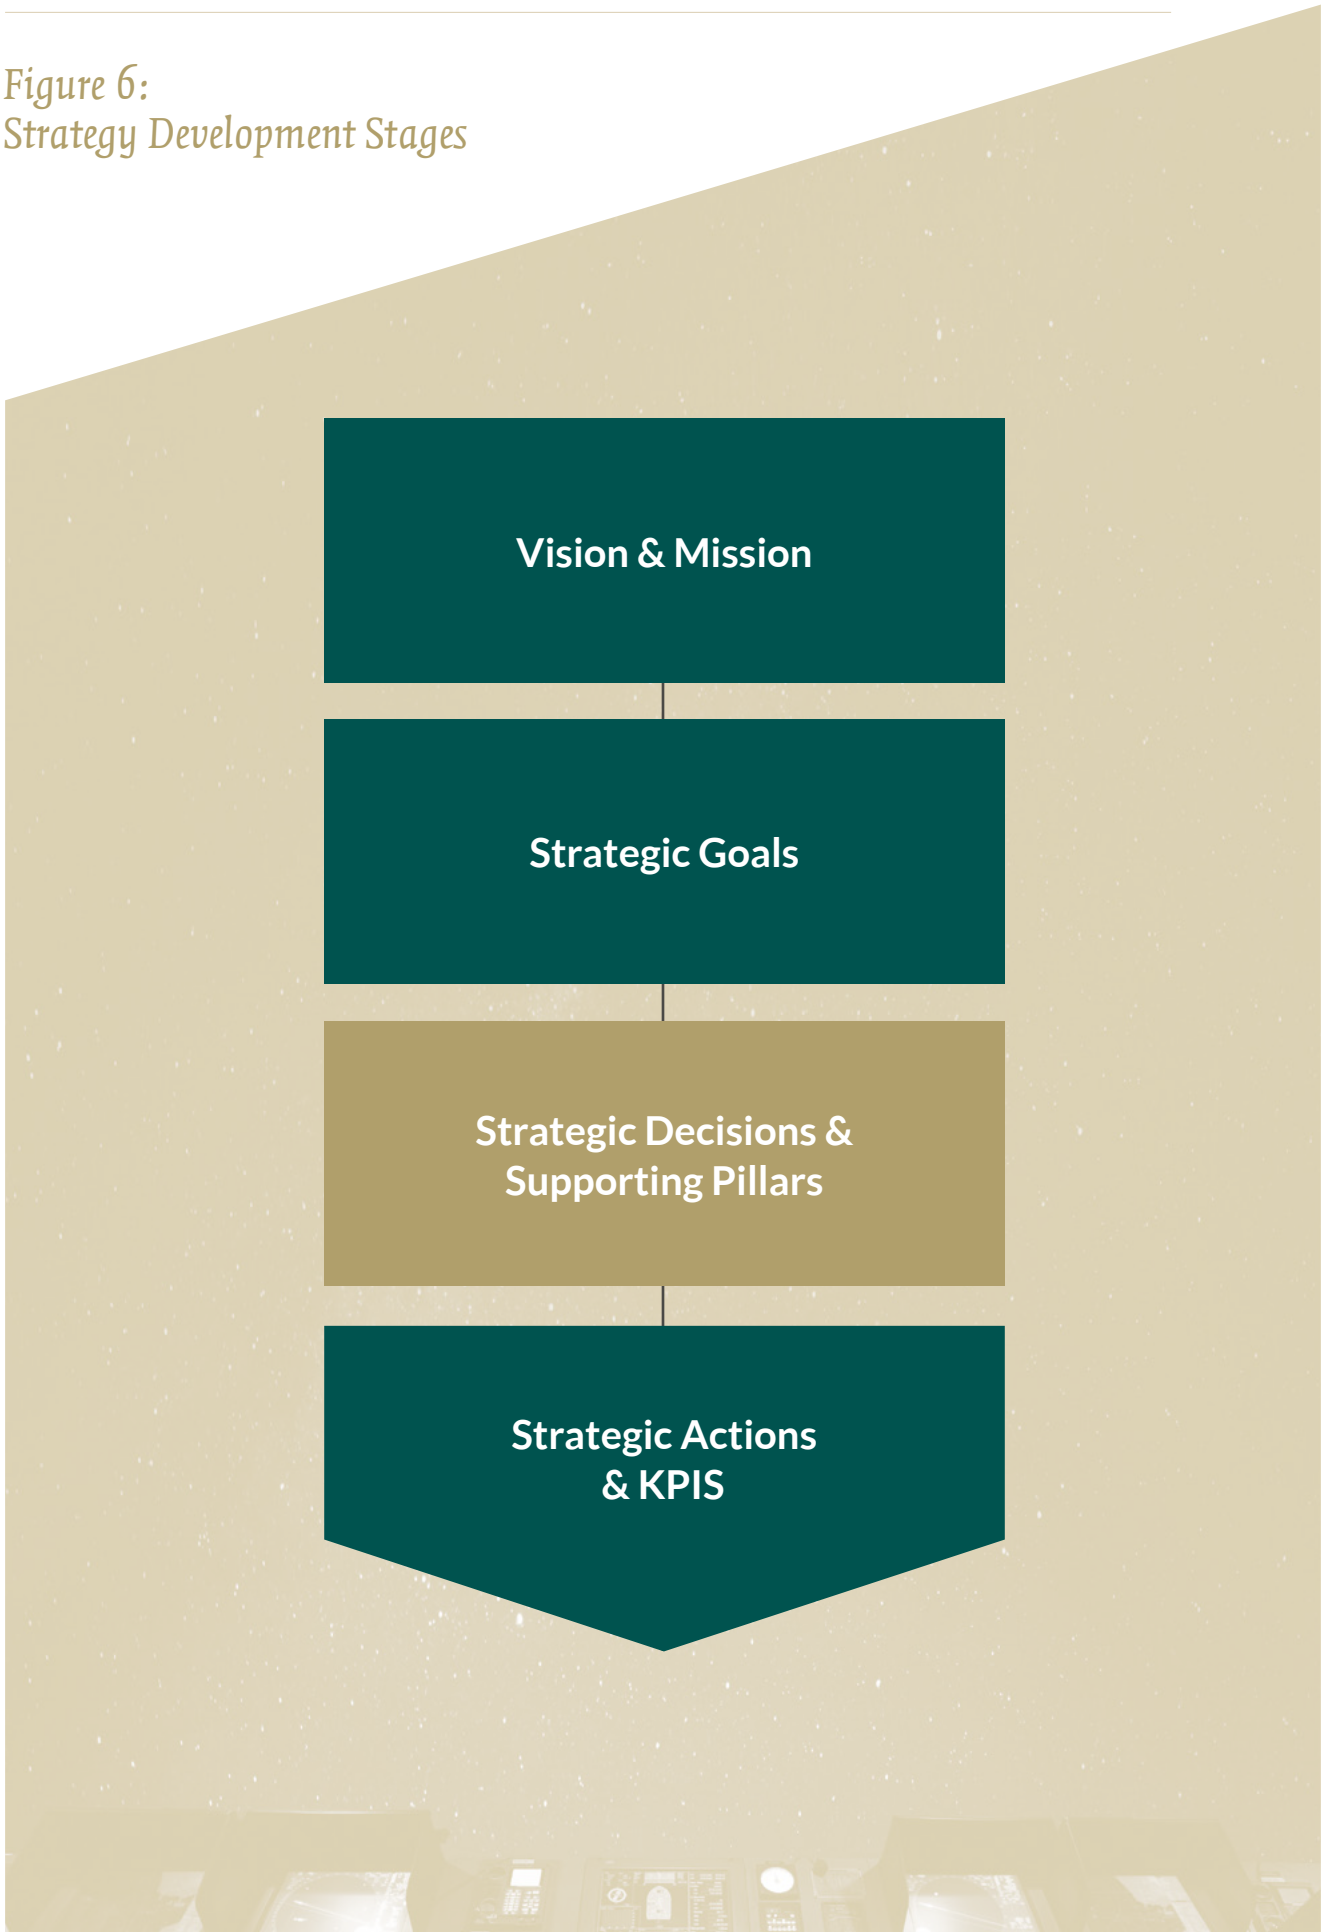 Figure 6:
Strategy Development Stages
Vision & Mission
Strategic Goals
Strategic Decisions &
Supporting Pillars
Strategic Actions
& KPIS